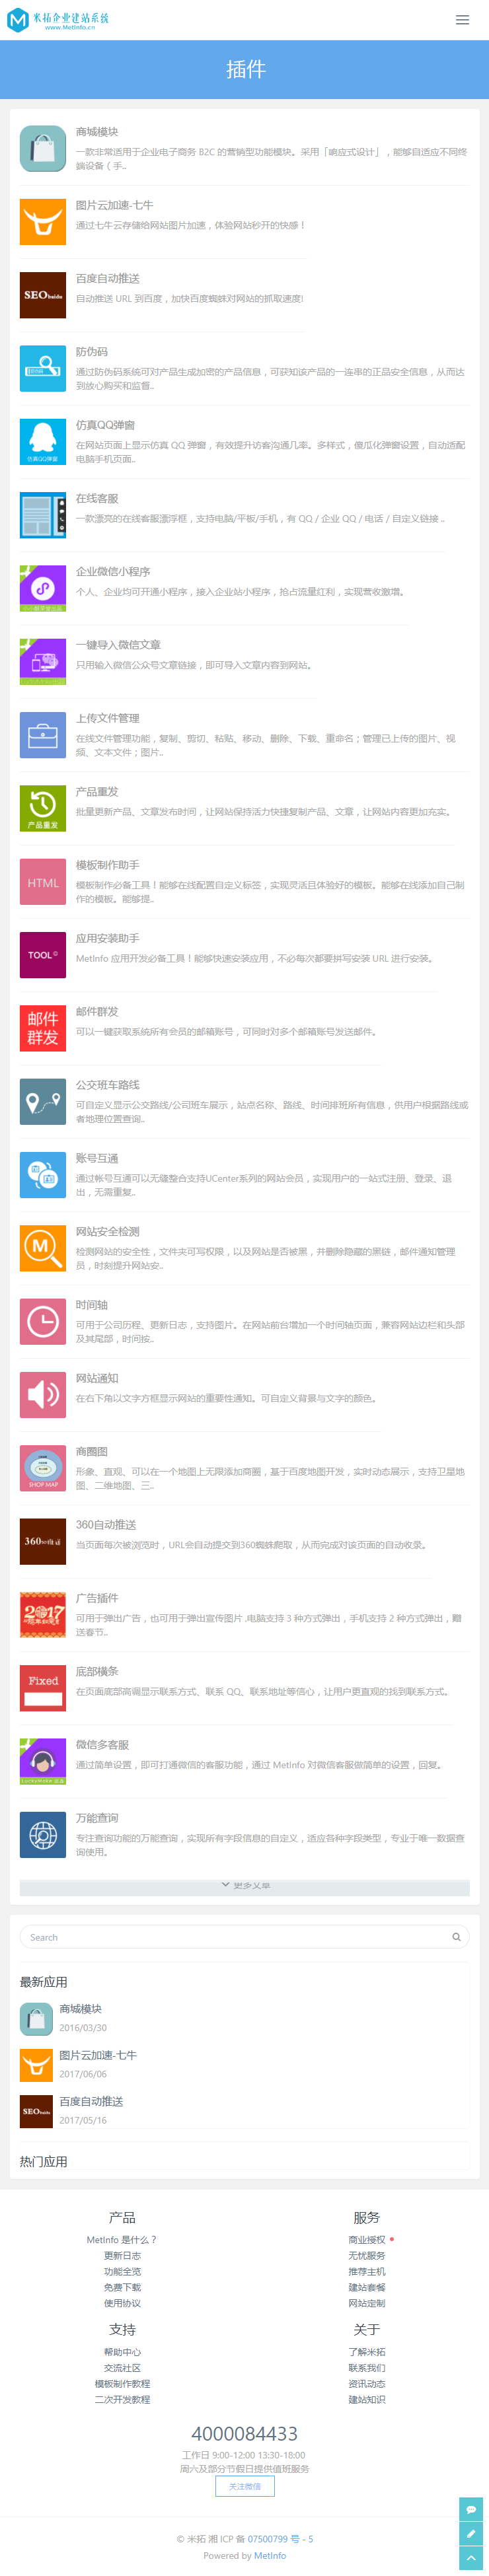 米拓企业建站系统
www.MetInfo.cn
插件
商城模块
一款非常适用于企业电子商务 B2C 的营销型功能模块。采用「响应式设计」，能够自适应不同终
端设备（手..
图片云加速-七牛
通过七牛云存储给网站图片加速，体验网站秒开的快感！
SEO
baidu
百度自动推送
自动推送 URL 到百度，加快百度蜘蛛对网站的抓取速度!
防伪码
通过防伪码系统可对产品生成加密的产品信息，可获知该产品的一连串的正品安全信息，从而达
到放心购买和监督..
仿真QQ弹窗
仿真QQ弹窗
在网站页面上显示仿真 QQ 弹窗，有效提升访客沟通几率。多样式，傻瓜化弹窗设置，自动适配
电脑手机页面..
在线客服
一款漂亮的在线客服漂浮框，支持电脑/平板/手机，有 QQ / 企业 QQ / 电话 / 自定义链接 ..
企业微信小程序
个人、企业均可开通小程序，接入企业站小程序，抢占流量红利，实现营收激增。
一键导入微信文章
只用输入微信公众号文章链接，即可导入文章内容到网站。
上传文件管理
在线文件管理功能，复制、剪切、粘贴、移动、删除、下载、重命名；管理已上传的图片、视
频、文本文件；图片..
产品重发
产品重发
批量更新产品、文章发布时间，让网站保持活力快捷复制产品、文章，让网站内容更加充实。
HTML
模板制作助手
模板制作必备工具！能够在线配置自定义标签，实现灵活且体验好的模板。能够在线添加自己制
作的模板。能够提..
TOOL
应用安装助手
MetInfo 应用开发必备工具！能够快速安装应用，不必每次都要拼写安装 URL 进行安装。
邮件
群发
邮件群发
可以一键获取系统所有会员的邮箱账号，可同时对多个邮箱账号发送邮件。
公交班车路线
可自定义显示公交路线/公司班车展示，站点名称、路线、时间排班所有信息，供用户根据路线或
者地理位置查询..
账号互通
通过帐号互通可以无缝整合支持UCenter系列的网站会员，实现用户的一站式注册、登录、退
出，无需重复..
网站安全检测
检测网站的安全性，文件夹可写权限，以及网站是否被黑，并删除隐藏的黑链，邮件通知管理
员，时刻提升网站安..
时间轴
可用于公司历程、更新日志，支持图片。在网站前台增加一个时间轴页面，兼容网站边栏和头部
及其尾部，时间按..
网站通知
在右下角以文字方框显示网站的重要性通知。可自定义背景与文字的颜色。
SHOP MAP
商圈图
形象、直观、可以在一个地图上无限添加商圈，基于百度地图开发，实时动态展示，支持卫星地
图、二维地图、三..
360自动推送
当页面每次被浏览时，URL会自动提交到360蜘蛛爬取，从而完成对该页面的自动收录。
2017
广告插件
可用于弹出广告，也可用于弹出宣传图片 ,电脑支持 3 种方式弹出，手机支持 2 种方式弹出，赠
送春节..
Fixed
底部横条
在页面底部高调显示联系方式、联系 QQ、联系地址等信心，让用户更直观的找到联系方式。
微信多客服
通过简单设置，即可打通微信的客服功能，通过 MetInfo 对微信客服做简单的设置，回复。
万能查询
专注查询功能的万能查询，实现所有字段信息的自定义，适应各种字段类型，专业于唯一数据查
询使用。
更多文章
Search
最新应用
商城模块
2016/03/30
图片云加速-七牛
2017/06/06
SEO
baidu
百度自动推送
2017/05/16
热门应用
产品
MetInfo 是什么？
更新日志
功能全览
免费下载
使用协议
服务
商业授权
无忧服务
推荐主机
建站套餐
网站定制
支持
帮助中心
交流社区
模板制作教程
二次开发教程
关于
了解米拓
联系我们
资讯动态
建站知识
4000084433
工作日 9:00-12:00 13:30-18:00
周六及部分节假日提供值班服务
关注微信
© 米拓 湘 ICP 备 07500799 号 - 5
Powered by MetInfo